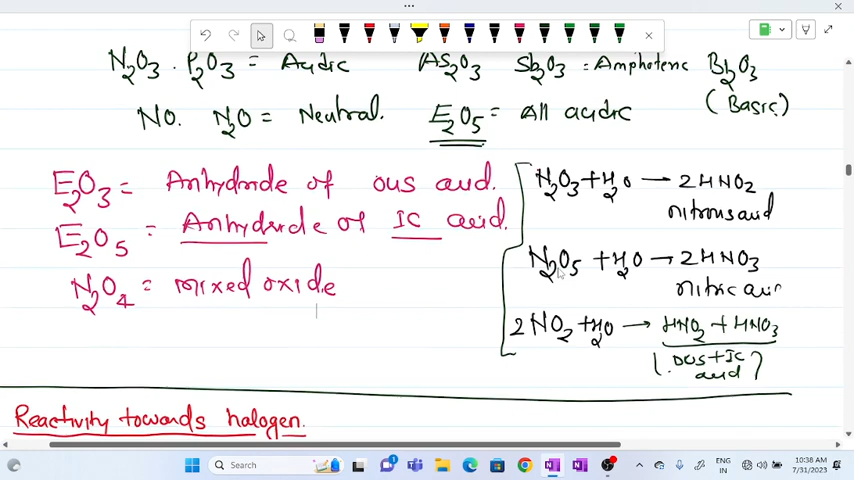 N2O3 . P2O3 = Acidic As2O3 Sb2O3 = Amphoteric Bi2O3
NO. N2O = Neutral. E2O5 = All acidic (Basic)
E2O3 = Anhydride of ous acid.
E2O5 = Anhydride of IC acid.
N2O4 = mixed oxide
N2O3 + H2O → 2HNO2
nitrous acid
N2O5 + H2O → 2HNO3
nitric aci
2NO2 + H2O → HNO2 + HNO3
(OUS + IC
acid)
Reactivity towards halogen.
Search
ENG
IN
10:38 AM
7/31/2023